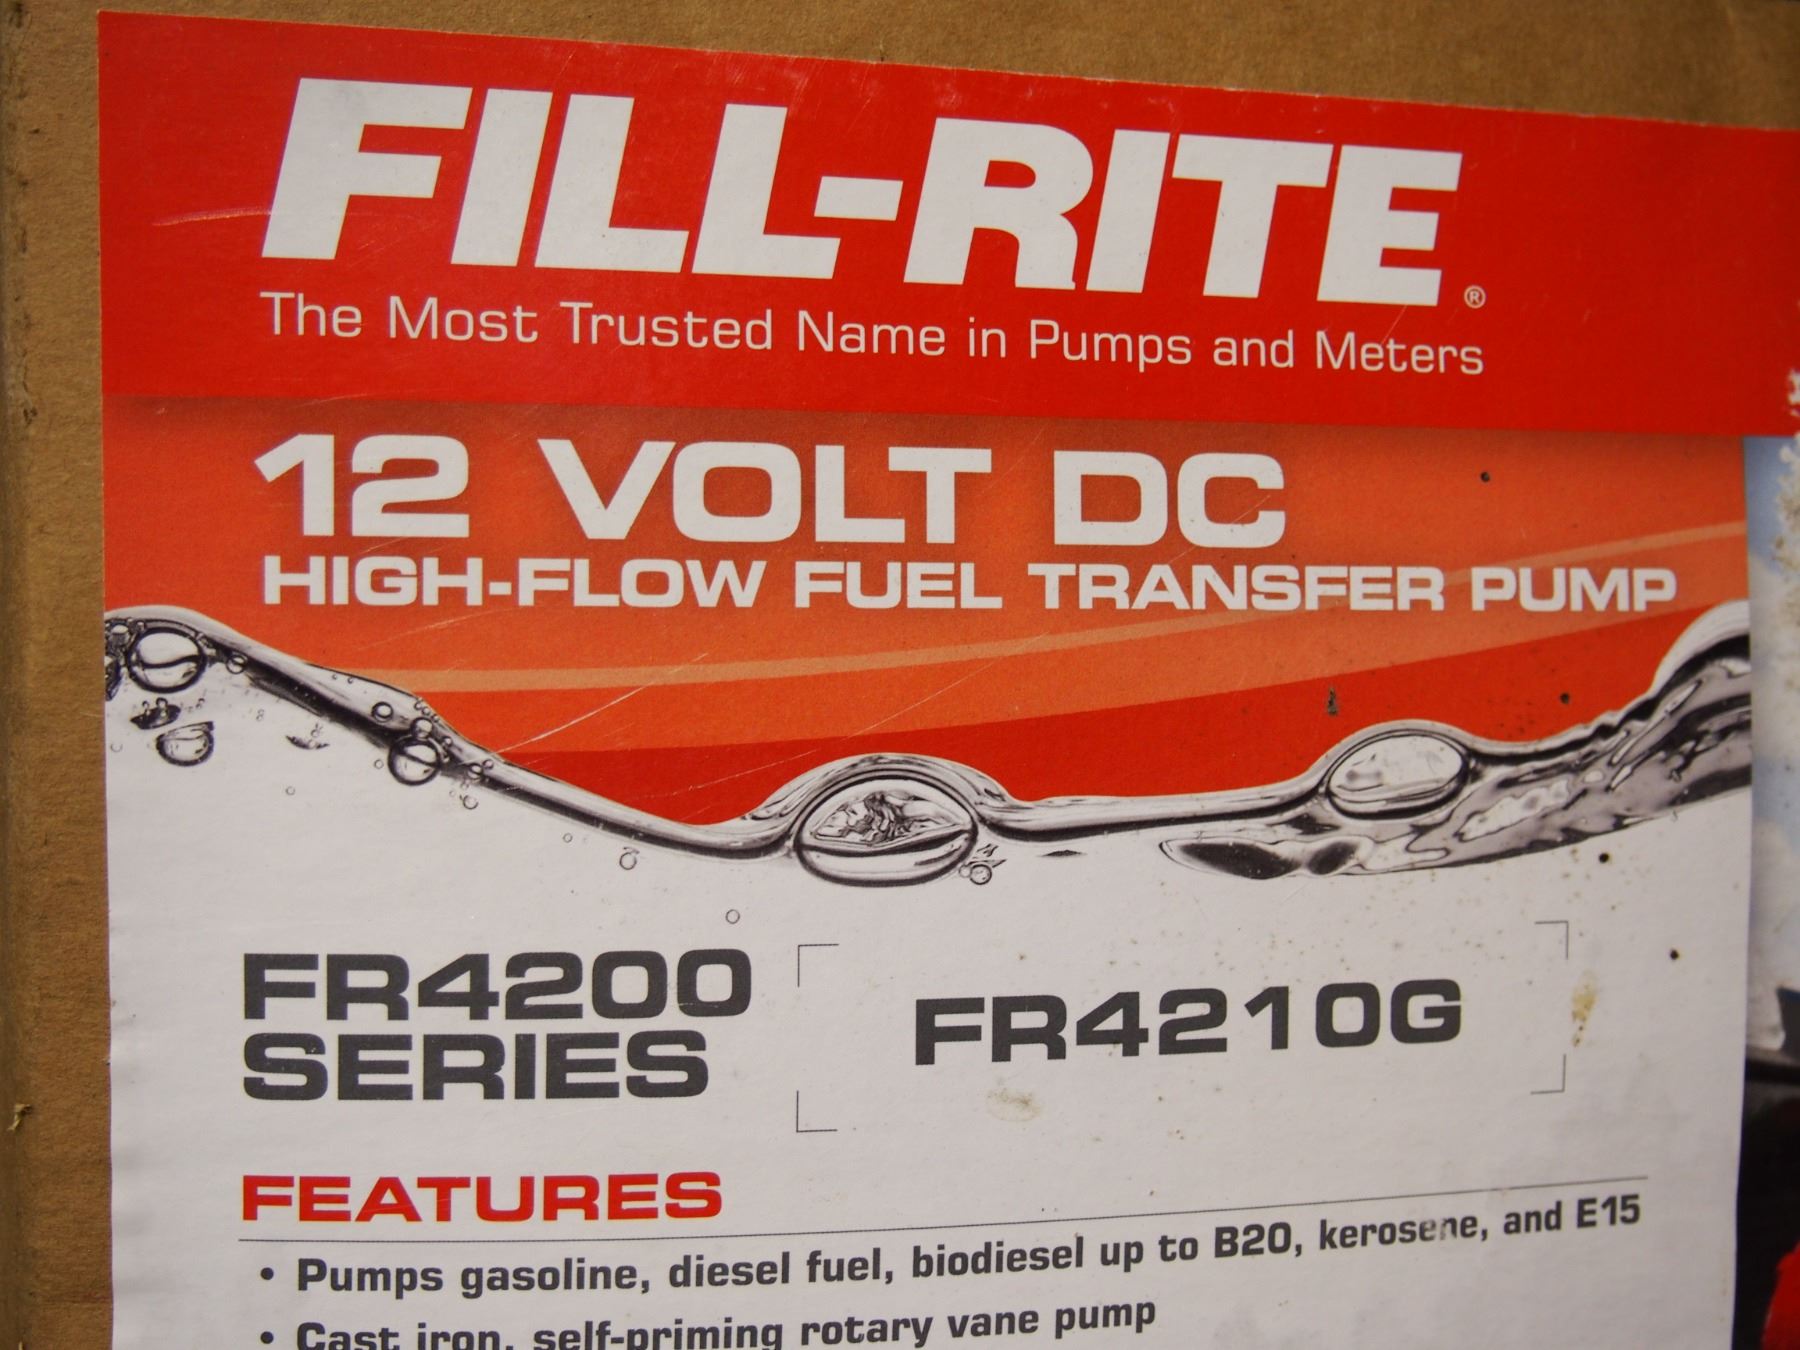 FILL-RITE®
The Most Trusted Name in Pumps and Meters
12 VOLT DC
HIGH-FLOW FUEL TRANSFER PUMP
FR4200
SERIES
FR4210G
FEATURES
• Pumps gasoline, diesel fuel, biodiesel up to B20, kerosene, and E15
• Cast iron, self-priming rotary vane pump